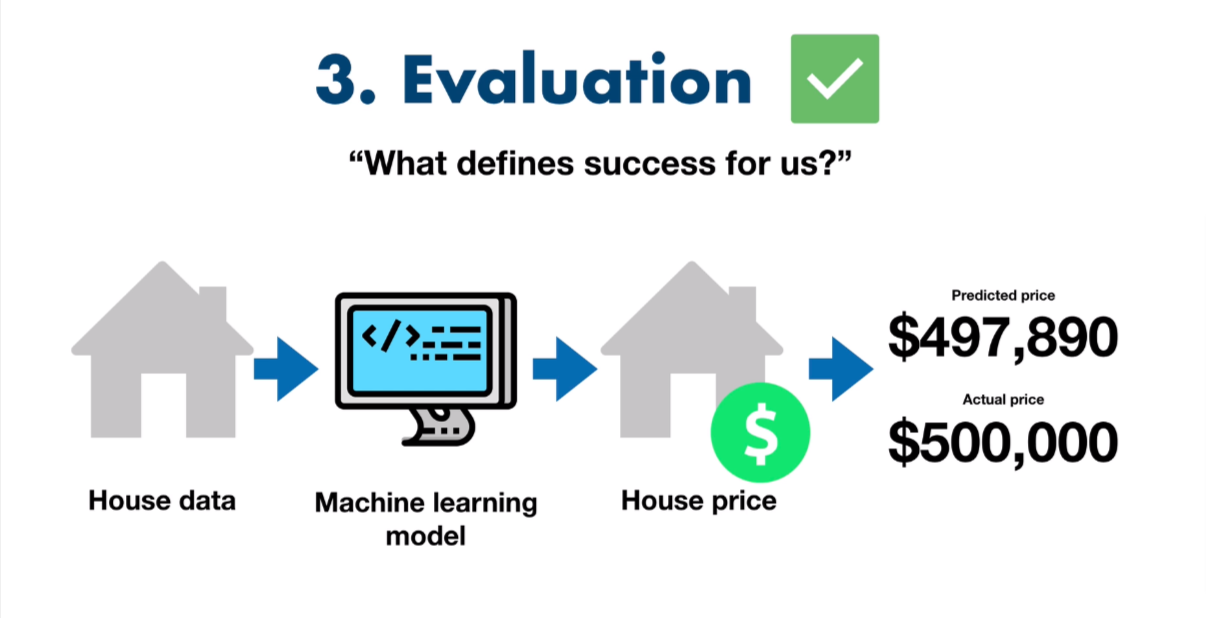 3. Evaluation
“What defines success for us?”
</>
$
Predicted price
$497,890
Actual price
$500,000
House data
Machine learning
model
House price